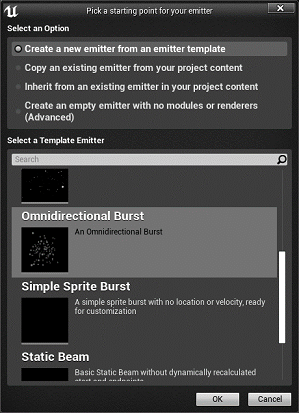 Pick a starting point for your emitter
Select an Option
Create a new emitter from an emitter template
Copy an existing emitter from your project content
Inherit from an existing emitter in your project content
Create an empty emitter with no modules or renderers
(Advanced)
Select a Template Emitter
Search
Omnidirectional Burst
An Omnidirectional Burst
Simple Sprite Burst
A simple sprite burst with no location or velocity, ready
for customization
Static Beam
Basic Static Beam without dynamically recalculated
start and endpoints
OK
Cancel